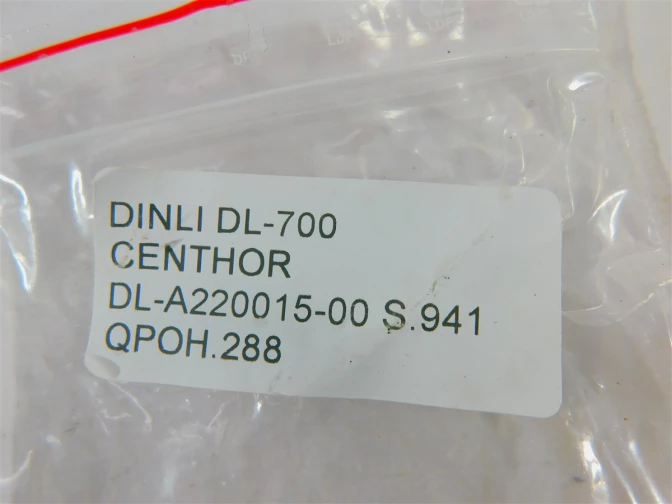 DINLI DL-700
CENTHOR
DL-A220015-00 S.941
QPOH.288